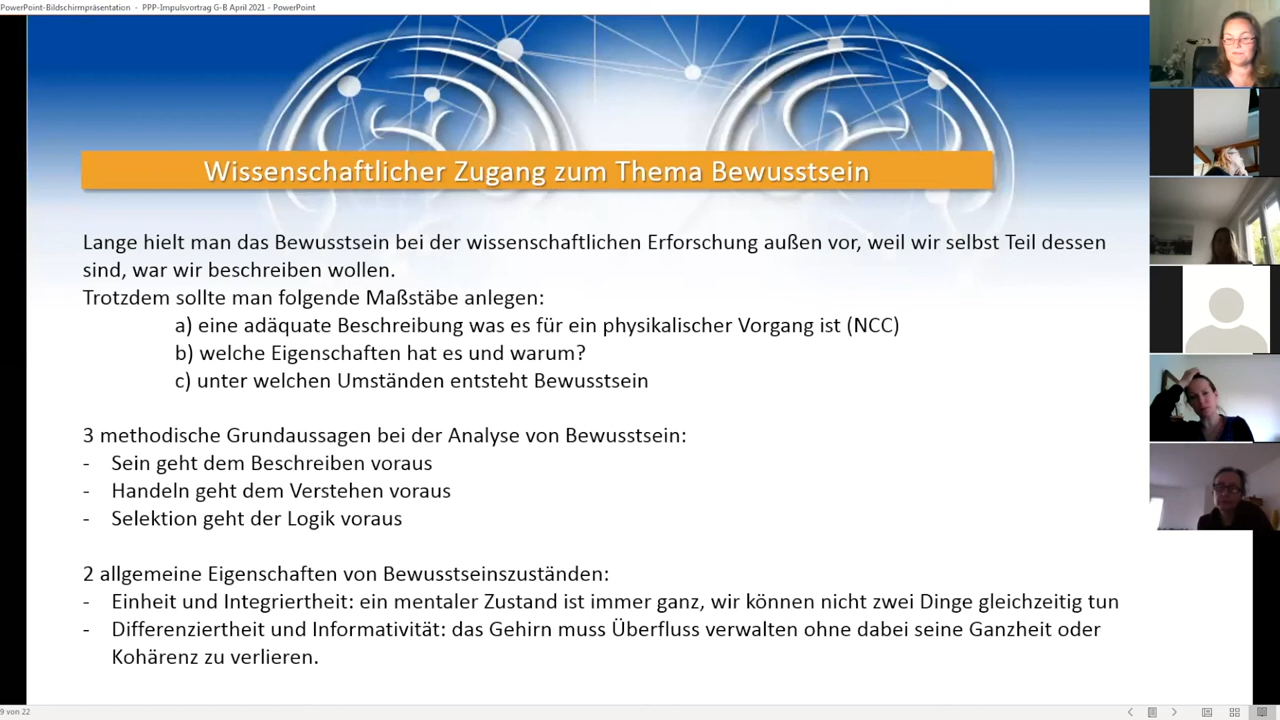 PowerPoint-Bildschirmpräsentation - PPP-Impulsvortrag G-B April 2021 - PowerPoint
Wissenschaftlicher Zugang zum Thema Bewusstsein
Lange hielt man das Bewusstsein bei der wissenschaftlichen Erforschung außen vor, weil wir selbst Teil dessen
sind, war wir beschreiben wollen.
Trotzdem sollte man folgende Maßstäbe anlegen:
a) eine adäquate Beschreibung was es für ein physikalischer Vorgang ist (NCC)
b) welche Eigenschaften hat es und warum?
c) unter welchen Umständen entsteht Bewusstsein
3 methodische Grundaussagen bei der Analyse von Bewusstsein:
- Sein geht dem Beschreiben voraus
- Handeln geht dem Verstehen voraus
- Selektion geht der Logik voraus
2 allgemeine Eigenschaften von Bewusstseinszuständen:
- Einheit und Integriertheit: ein mentaler Zustand ist immer ganz, wir können nicht zwei Dinge gleichzeitig tun
- Differenziertheit und Informativität: das Gehirn muss Überfluss verwalten ohne dabei seine Ganzheit oder
Kohärenz zu verlieren.
9 von 22